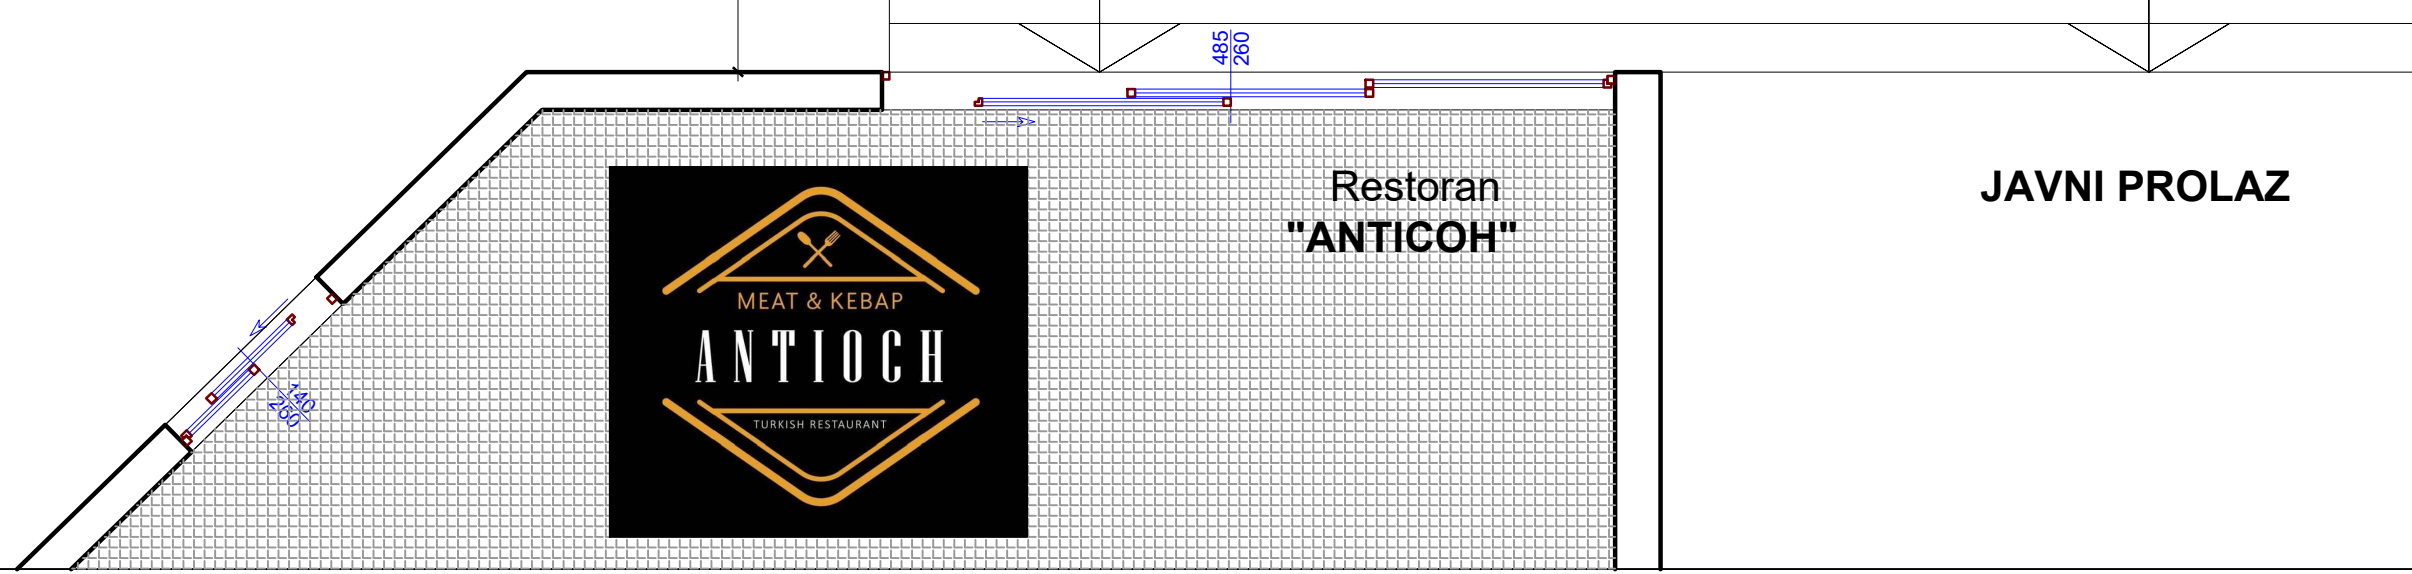 485
260
Restoran
"ANTICOH"
JAVNI PROLAZ
MEAT & KEBAP
ANTIOCH
TURKISH RESTAURANT
140
260